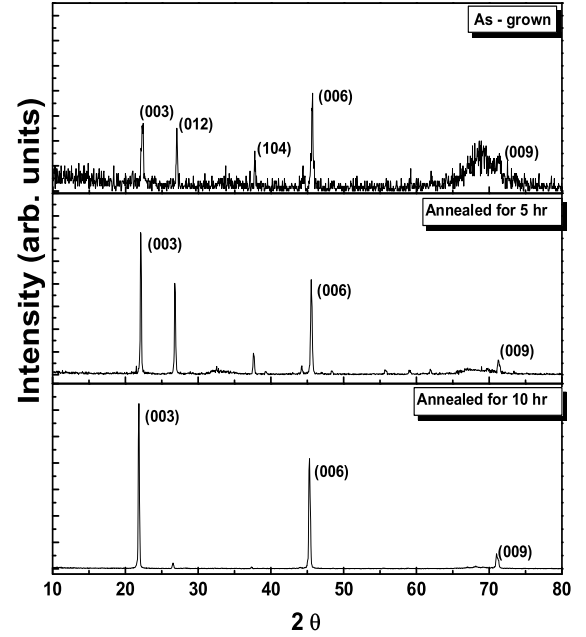 As - grown
(003)
(012)
(104)
(006)
(009)
Annealed for 5 hr
(003)
(006)
(009)
Annealed for 10 hr
(003)
(006)
(009)
Intensity (arb. units)
10 20 30 40 50 60 70 80
2 θ